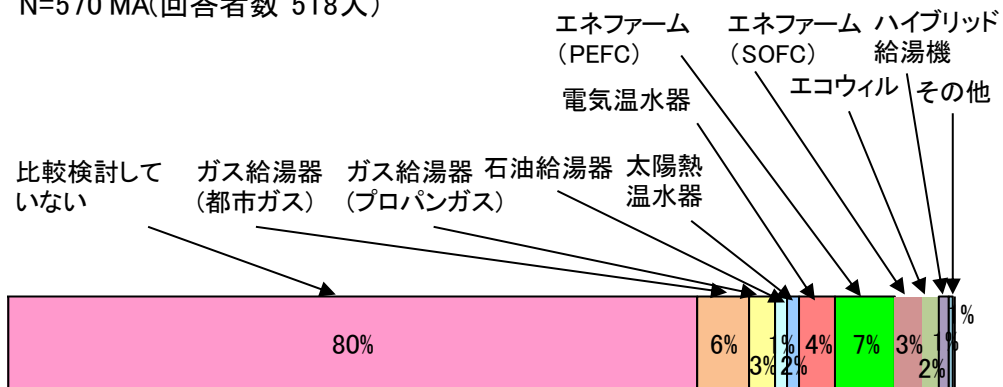 N=570 MA(回答者数 518人)
エネファーム
(PEFC)
エネファーム
(SOFC)
ハイブリッド
給湯機
電気温水器
エコウィル
その他
比較検討して
いない
ガス給湯器
(都市ガス)
ガス給湯器
(プロパンガス)
石油給湯器
太陽熱
温水器
80%
6%
3%
1%
2%
4%
7%
3%
2%
1%
1%